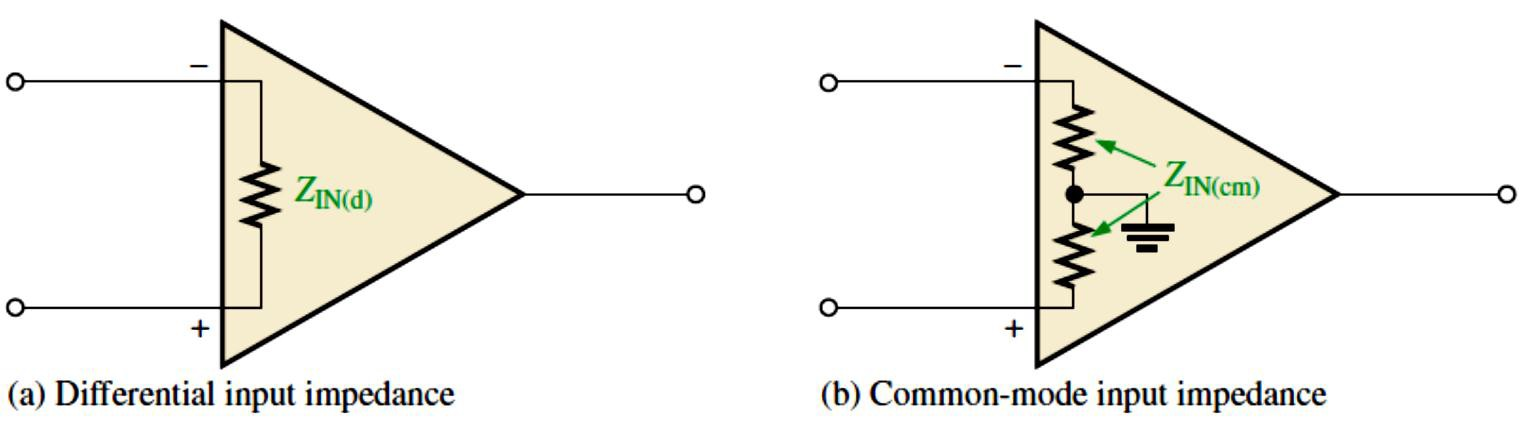 −
Z_IN(d)
+
(a) Differential input impedance
−
Z_IN(cm)
+
(b) Common-mode input impedance